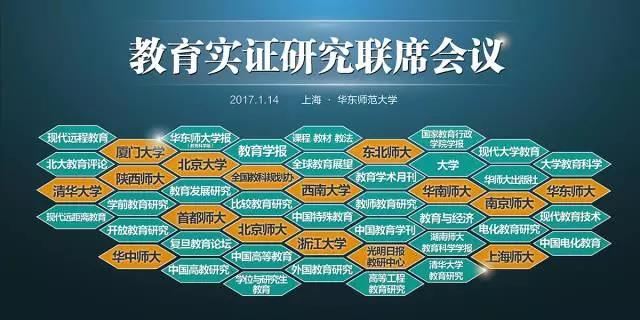 教育实证研究联席会议
2017.1.14 上海 · 华东师范大学
现代远程教育
北大教育评论
清华大学
现代远距离教育
厦门大学
陕西师大
学前教育研究
开放教育研究
华中师大
华东师大学报
(教育科学版)
北京大学
教育发展研究
首都师大
复旦教育论坛
中国高教研究
教育学报
全国教科规划办
比较教育研究
北京师大
中国高等教育
学位与研究生
教育
课程 教材 教法
全球教育展望
西南大学
中国特殊教育
浙江大学
外国教育研究
东北师大
教育学术月刊
教师教育研究
中国教育学刊
光明日报
教研中心
高等工程
教育研究
国家教育行政
学院学报
大学
华南师大
教育与经济
湖南师大
教育科学学报
清华大学
教育研究
现代大学教育
华师大出版社
南京师大
电化教育研究
上海师大
大学教育科学
华东师大
现代教育技术
中国电化教育